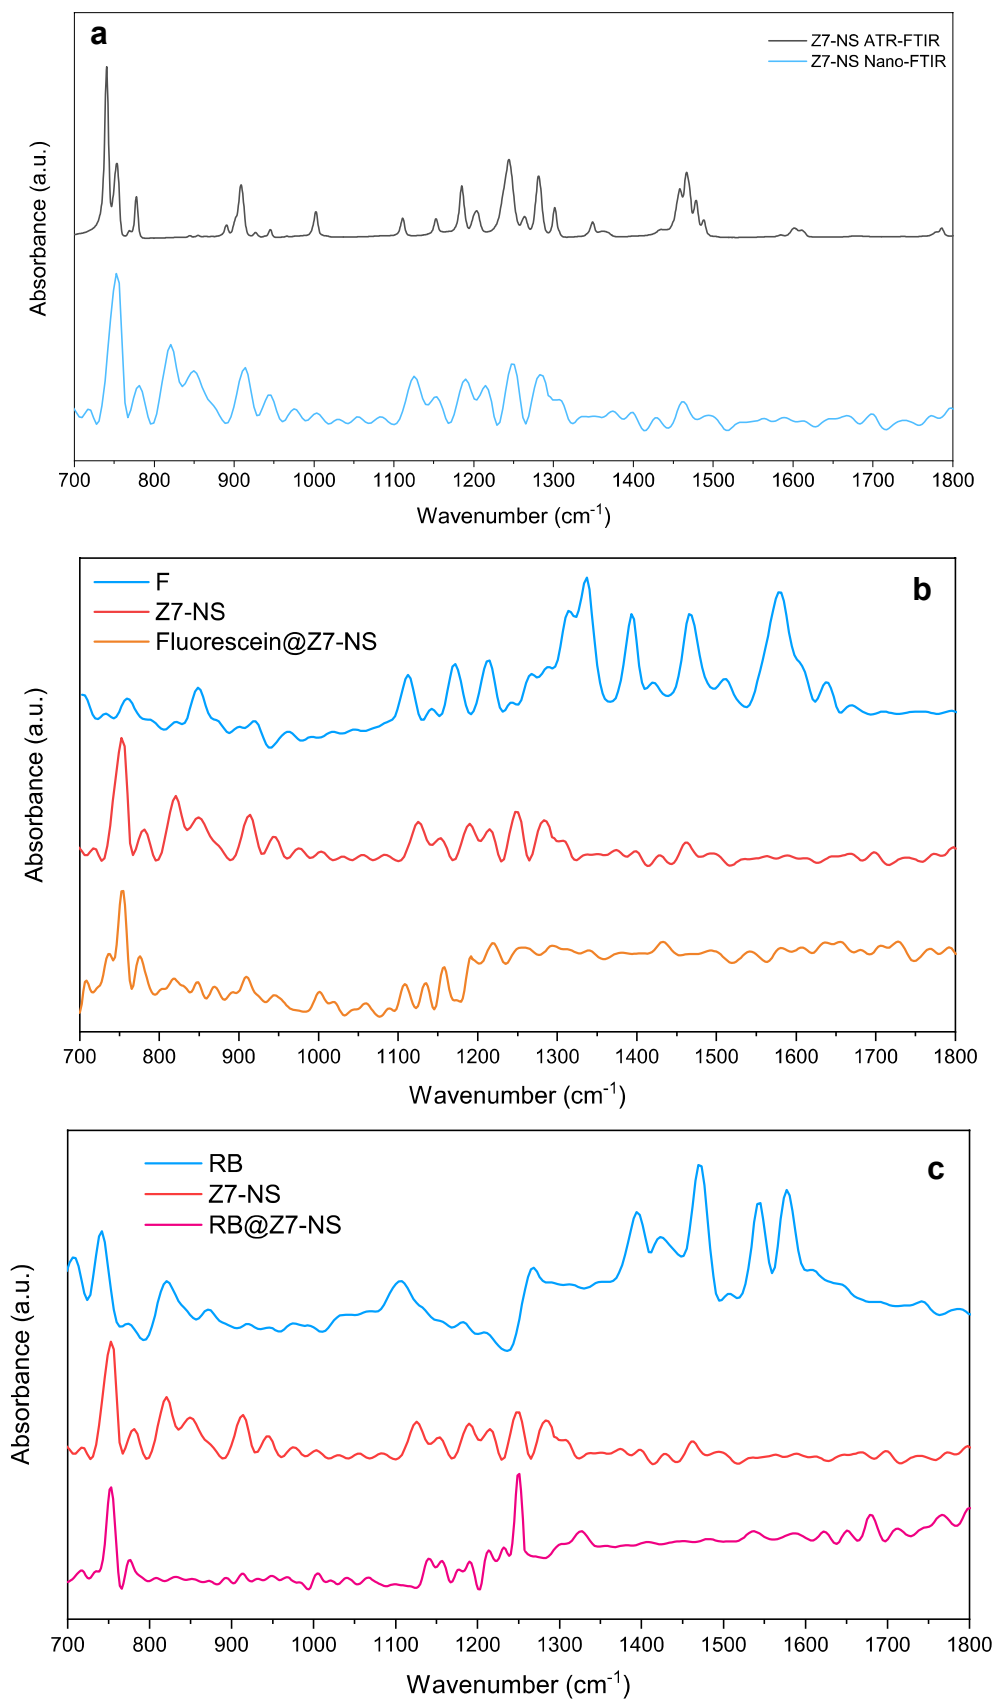 a
Z7-NS ATR-FTIR
Z7-NS Nano-FTIR
Absorbance (a.u.)
700 800 900 1000 1100 1200 1300 1400 1500 1600 1700 1800
Wavenumber (cm⁻¹)
b
F
Z7-NS
Fluorescein@Z7-NS
Absorbance (a.u.)
700 800 900 1000 1100 1200 1300 1400 1500 1600 1700 1800
Wavenumber (cm⁻¹)
c
RB
Z7-NS
RB@Z7-NS
Absorbance (a.u.)
700 800 900 1000 1100 1200 1300 1400 1500 1600 1700 1800
Wavenumber (cm⁻¹)